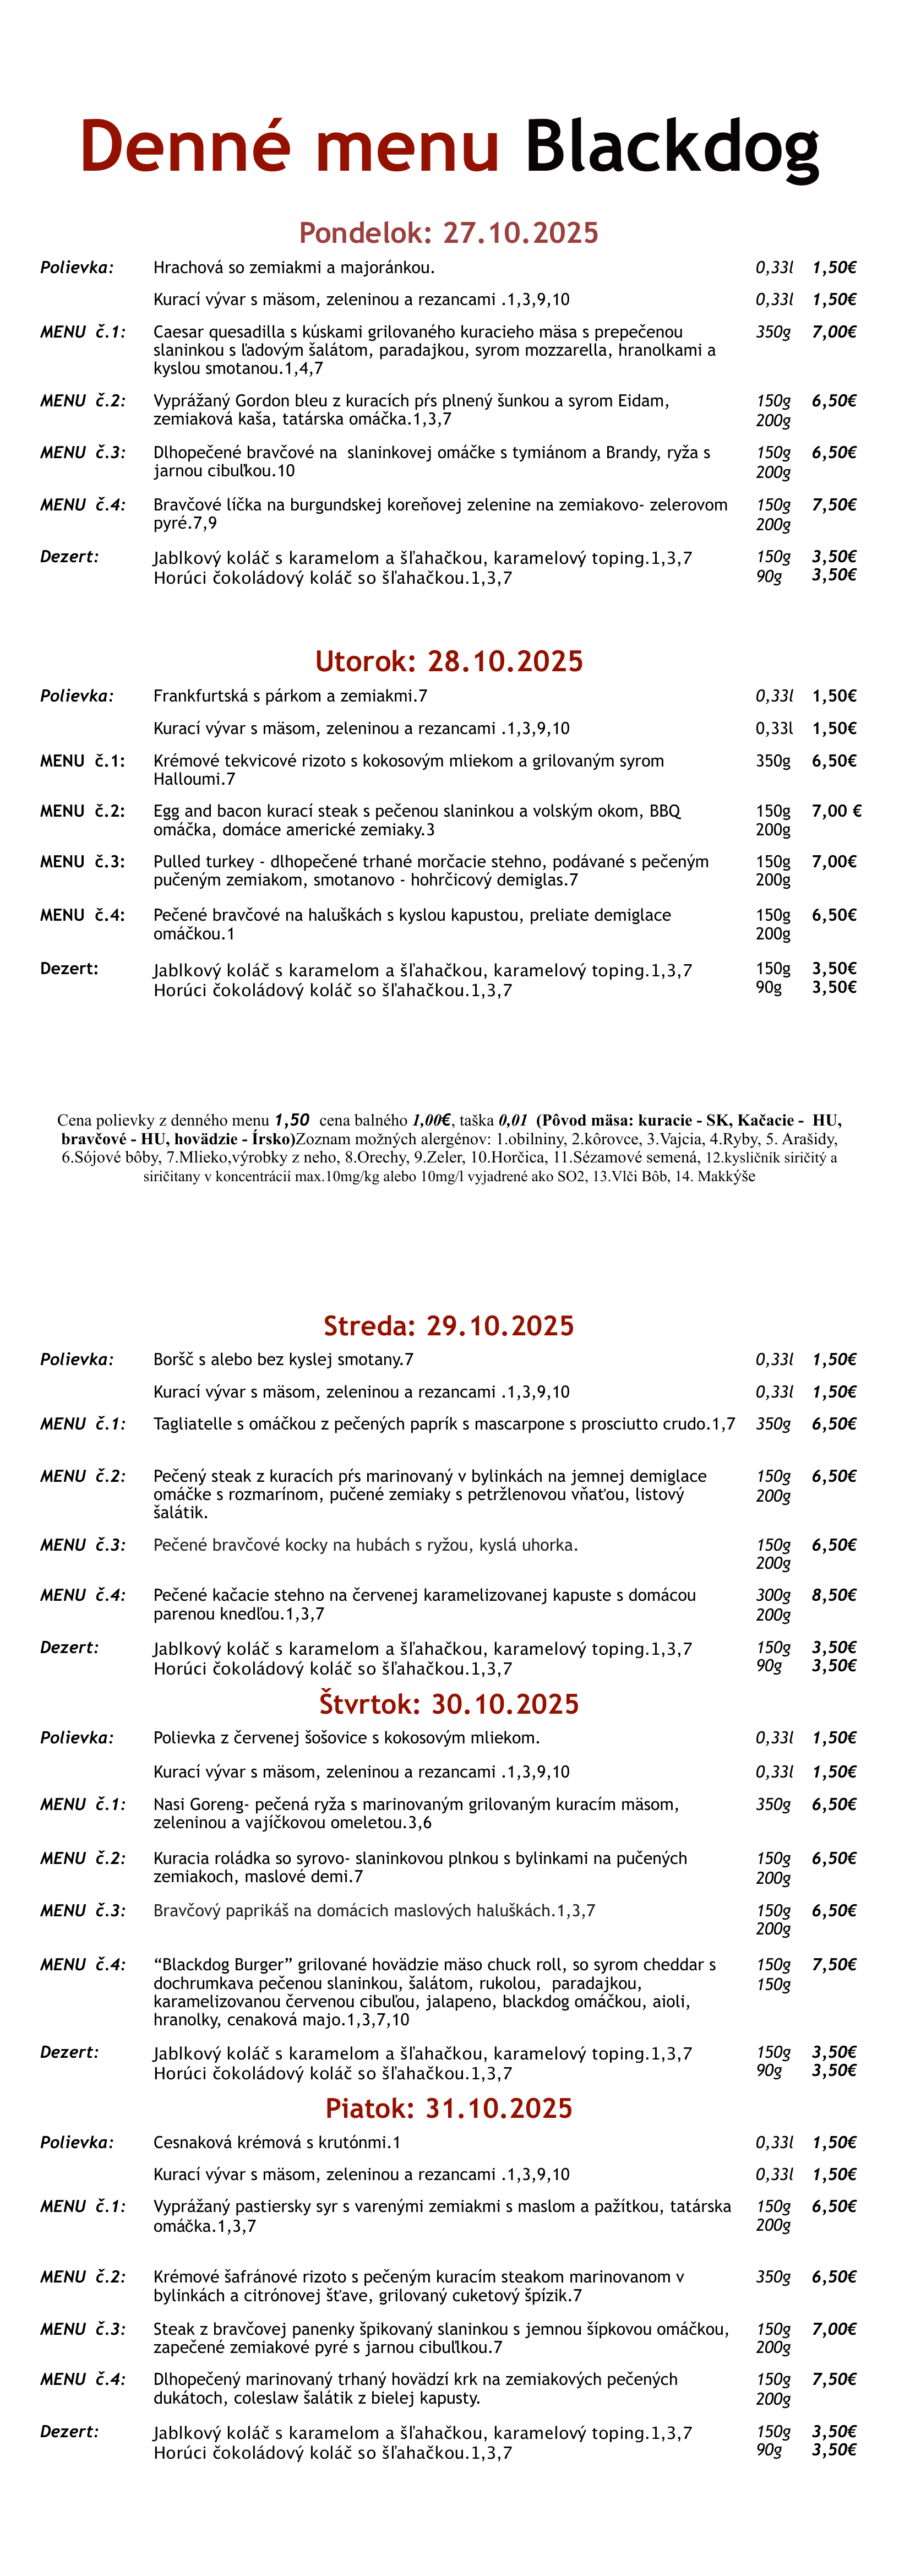 Denné menu Blackdog
Pondelok: 27.10.2025
Polievka: Hrachová so zemiakmi a majoránkou. 0,33l 1,50€
Kurací vývar s mäsom, zeleninou a rezancami .1,3,9,10 0,33l 1,50€
MENU č.1: Caesar quesadilla s kúskami grilovaného kuracieho mäsa s prepečenou 350g 7,00€
slaninkou s ľadovým šalátom, paradajkou, syrom mozzarella, hranolkami a
kyslou smotanou.1,4,7
MENU č.2: Vyprážaný Gordon bleu z kuracích pŕs plnený šunkou a syrom Eidam, 150g 6,50€
zemiaková kaša, tatárska omáčka.1,3,7 200g
MENU č.3: Dlhopečené bravčové na slaninkovej omáčke s tymiánom a Brandy, ryža s 150g 6,50€
jarnou cibuľkou.10 200g
MENU č.4: Bravčové líčka na burgundskej koreňovej zelenine na zemiakovo- zelerovom 150g 7,50€
pyré.7,9 200g
Dezert: Jablkový koláč s karamelom a šľahačkou, karamelový toping.1,3,7 150g 3,50€
Horúci čokoládový koláč so šľahačkou.1,3,7 90g 3,50€
Utorok: 28.10.2025
Polievka: Frankfurtská s párkom a zemiakmi.7 0,33l 1,50€
Kurací vývar s mäsom, zeleninou a rezancami .1,3,9,10 0,33l 1,50€
MENU č.1: Krémové tekvicové rizoto s kokosovým mliekom a grilovaným syrom 350g 6,50€
Halloumi.7
MENU č.2: Egg and bacon kurací steak s pečenou slaninkou a volským okom, BBQ 150g 7,00 €
omáčka, domáce americké zemiaky.3 200g
MENU č.3: Pulled turkey - dlhopečené trhané morčacie stehno, podávané s pečeným 150g 7,00€
pučeným zemiakom, smotanovo - hohrčicový demiglas.7 200g
MENU č.4: Pečené bravčové na haluškách s kyslou kapustou, preliate demiglace 150g 6,50€
omáčkou.1 200g
Dezert: Jablkový koláč s karamelom a šľahačkou, karamelový toping.1,3,7 150g 3,50€
Horúci čokoládový koláč so šľahačkou.1,3,7 90g 3,50€
Cena polievky z denného menu 1,50 cena balného 1,00€, taška 0,01 (Pôvod mäsa: kuracie - SK, Kačacie - HU,
bravčové - HU, hovädzie - Írsko)Zoznam možných alergénov: 1.obilniny, 2.kôrovce, 3.Vajcia, 4.Ryby, 5. Arašidy,
6.Sójové bôby, 7.Mlieko,výrobky z neho, 8.Orechy, 9.Zeler, 10.Horčica, 11.Sézamové semená, 12.kysličník siričitý a
siričitany v koncentrácií max.10mg/kg alebo 10mg/l vyjadrené ako SO2, 13.Vlči Bôb, 14. Makkýše
Streda: 29.10.2025
Polievka: Boršč s alebo bez kyslej smotany.7 0,33l 1,50€
Kurací vývar s mäsom, zeleninou a rezancami .1,3,9,10 0,33l 1,50€
MENU č.1: Tagliatelle s omáčkou z pečených paprík s mascarpone s prosciutto crudo.1,7 350g 6,50€
MENU č.2: Pečený steak z kuracích pŕs marinovaný v bylinkách na jemnej demiglace 150g 6,50€
omáčke s rozmarínom, pučené zemiaky s petržlenovou vňaťou, listový 200g
šalátik.
MENU č.3: Pečené bravčové kocky na hubách s ryžou, kyslá uhorka. 150g 6,50€
200g
MENU č.4: Pečené kačacie stehno na červenej karamelizovanej kapuste s domácou 300g 8,50€
parenou knedľou.1,3,7 200g
Dezert: Jablkový koláč s karamelom a šľahačkou, karamelový toping.1,3,7 150g 3,50€
Horúci čokoládový koláč so šľahačkou.1,3,7 90g 3,50€
Štvrtok: 30.10.2025
Polievka: Polievka z červenej šošovice s kokosovým mliekom. 0,33l 1,50€
Kurací vývar s mäsom, zeleninou a rezancami .1,3,9,10 0,33l 1,50€
MENU č.1: Nasi Goreng- pečená ryža s marinovaným grilovaným kuracím mäsom, 350g 6,50€
zeleninou a vajíčkovou omeletou.3,6
MENU č.2: Kuracia roládka so syrovo- slaninkovou plnkou s bylinkami na pučených 150g 6,50€
zemiakoch, maslové demi.7 200g
MENU č.3: Bravčový paprikáš na domácich maslových haluškách.1,3,7 150g 6,50€
200g
MENU č.4: “Blackdog Burger” grilované hovädzie mäso chuck roll, so syrom cheddar s 150g 7,50€
dochrumkava pečenou slaninkou, šalátom, rukolou, paradajkou, 150g
karamelizovanou červenou cibuľou, jalapeno, blackdog omáčkou, aioli,
hranolky, cenaková majo.1,3,7,10
Dezert: Jablkový koláč s karamelom a šľahačkou, karamelový toping.1,3,7 150g 3,50€
Horúci čokoládový koláč so šľahačkou.1,3,7 90g 3,50€
Piatok: 31.10.2025
Polievka: Cesnaková krémová s krutónmi.1 0,33l 1,50€
Kurací vývar s mäsom, zeleninou a rezancami .1,3,9,10 0,33l 1,50€
MENU č.1: Vyprážaný pastiersky syr s varenými zemiakmi s maslom a pažítkou, tatárska 150g 6,50€
omáčka.1,3,7 200g
MENU č.2: Krémové šafránové rizoto s pečeným kuracím steakom marinovanom v 350g 6,50€
bylinkách a citrónovej šťave, grilovaný cuketový špízik.7
MENU č.3: Steak z bravčovej panenky špikovaný slaninkou s jemnou šípkovou omáčkou, 150g 7,00€
zapečené zemiakové pyré s jarnou cibuľlkou.7 200g
MENU č.4: Dlhopečený marinovaný trhaný hovädzí krk na zemiakových pečených 150g 7,50€
dukátoch, coleslaw šalátik z bielej kapusty. 200g
Dezert: Jablkový koláč s karamelom a šľahačkou, karamelový toping.1,3,7 150g 3,50€
Horúci čokoládový koláč so šľahačkou.1,3,7 90g 3,50€